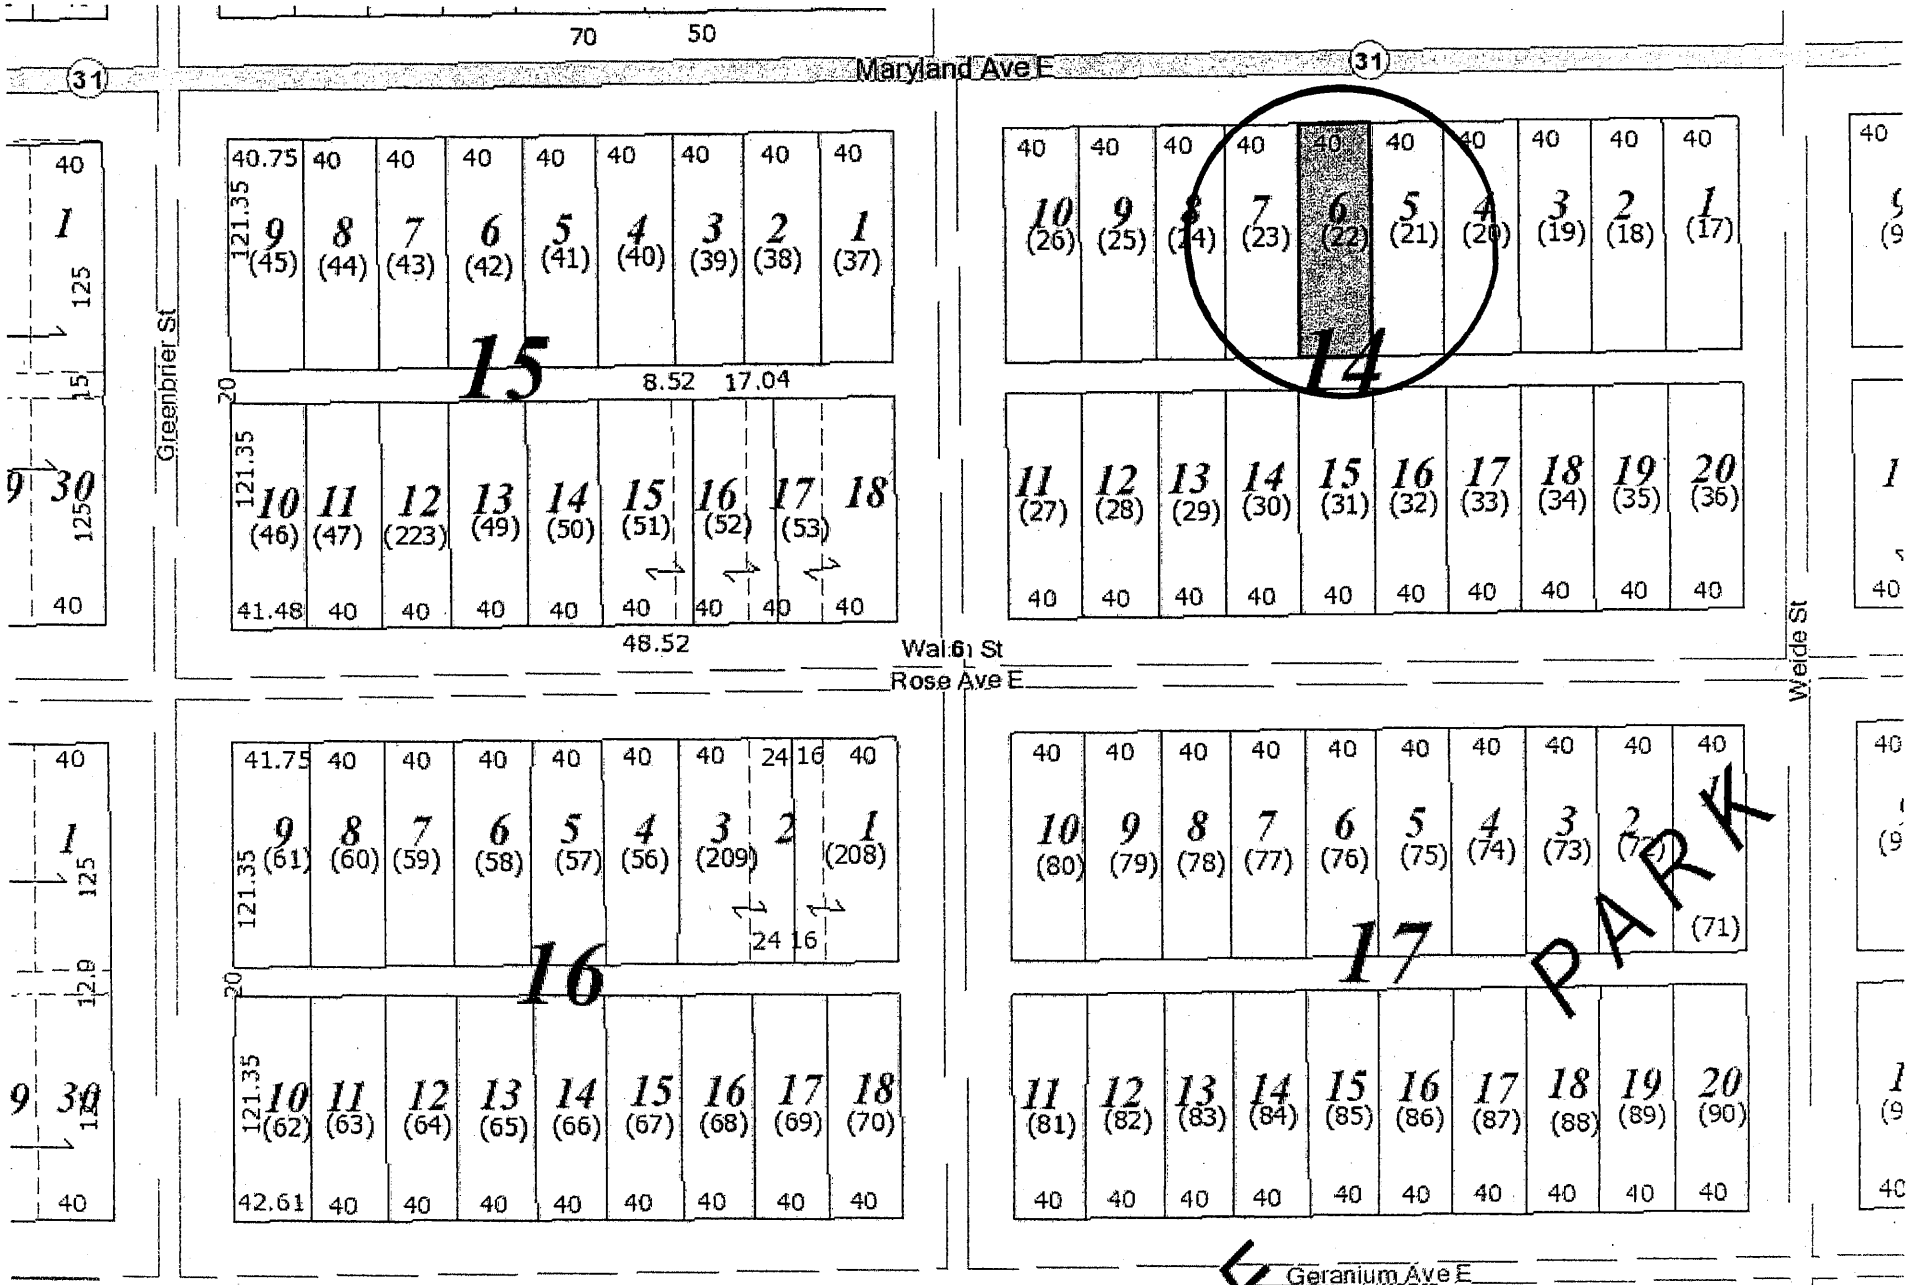 70 50
31 Maryland Ave E 31
40 40.75 40 40 40 40 40 40 40 40
40 40 40 40 40 40 40 40 40 40 40
121.35
1 9 8 7 6 5 4 3 2 1
(45) (44) (43) (42) (41) (40) (39) (38) (37)
10 9 8 7 6 5 4 3 2 1
(26) (25) (24) (23) (22) (21) (20) (19) (18) (17)
125
Greenbrier St
15 14
15 20 8.52 17.04
121.35
9 30 10 11 12 13 14 15 16 17 18
125 (46) (47) (223) (49) (50) (51) (52) (53)
11 12 13 14 15 16 17 18 19 20
(27) (28) (29) (30) (31) (32) (33) (34) (35) (36)
40 41.48 40 40 40 40 40 40 40 40
40 40 40 40 40 40 40 40 40 40 40
48.52
6 St
Weide St
Rose Ave E
40 41.75 40 40 40 40 40 40 24 16 40
40 40 40 40 40 40 40 40 40 40 40
1 9 8 7 6 5 4 3 2 1
(61) (60) (59) (58) (57) (56) (209) (208)
10 9 8 7 6 5 4 3 2 1
(80) (79) (78) (77) (76) (75) (74) (73) (72) (71)
125 121.35
24 16
16 17
PARK
12.9 20
121.35
9 30 10 11 12 13 14 15 16 17 18
(62) (63) (64) (65) (66) (67) (68) (69) (70)
11 12 13 14 15 16 17 18 19 20
(81) (82) (83) (84) (85) (86) (87) (88) (89) (90)
40 42.61 40 40 40 40 40 40 40 40
40 40 40 40 40 40 40 40 40 40
Geranium Ave E